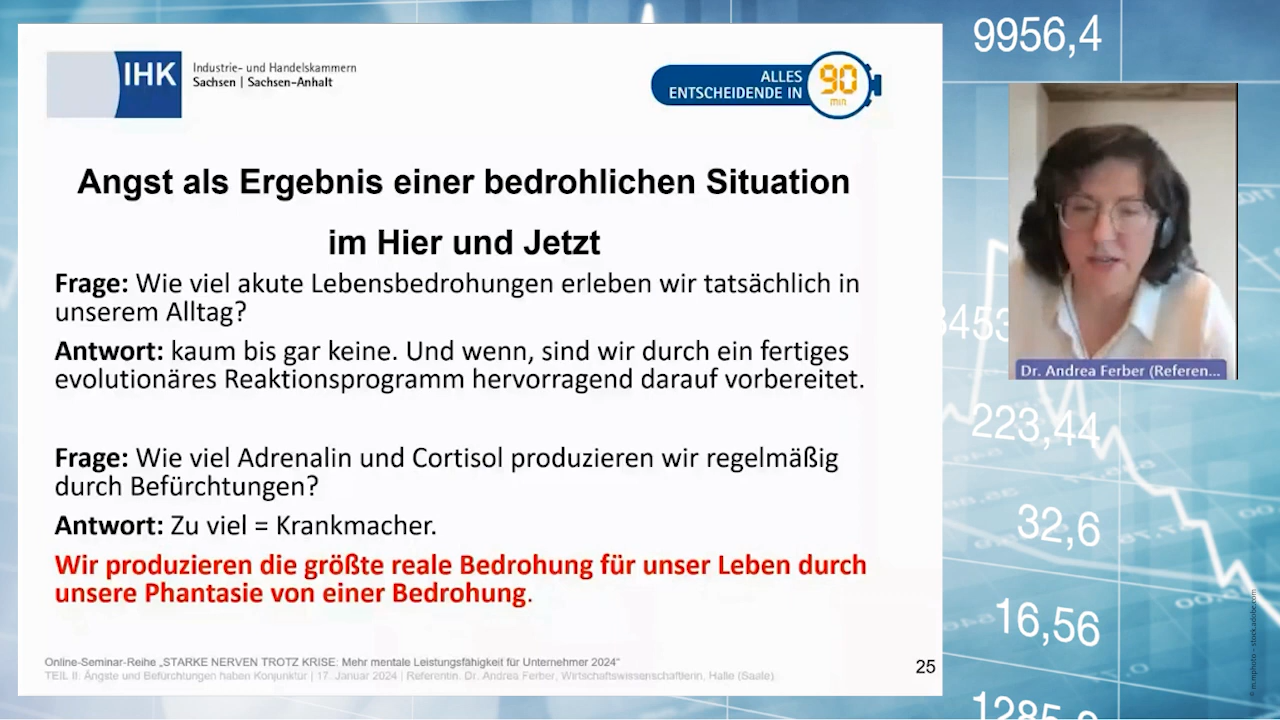 IHK
Industrie- und Handelskammern
Sachsen | Sachsen-Anhalt
ALLES
ENTSCHEIDENDE IN
90
min
Angst als Ergebnis einer bedrohlichen Situation
im Hier und Jetzt
Frage: Wie viel akute Lebensbedrohungen erleben wir tatsächlich in
unserem Alltag?
Antwort: kaum bis gar keine. Und wenn, sind wir durch ein fertiges
evolutionäres Reaktionsprogramm hervorragend darauf vorbereitet.
Frage: Wie viel Adrenalin und Cortisol produzieren wir regelmäßig
durch Befürchtungen?
Antwort: Zu viel = Krankmacher.
Wir produzieren die größte reale Bedrohung für unser Leben durch
unsere Phantasie von einer Bedrohung.
Online-Seminar-Reihe „STARKE NERVEN TROTZ KRISE: Mehr mentale Leistungsfähigkeit für Unternehmer 2024“
TEIL II: Ängste und Befürchtungen haben Konjunktur | 17. Januar 2024 | Referentin: Dr. Andrea Ferber, Wirtschaftswissenschaftlerin, Halle (Saale)
25
9956,4
Dr. Andrea Ferber (Referen...
223,44
32,6
16,56
© m.mphoto - stock.adobe.com